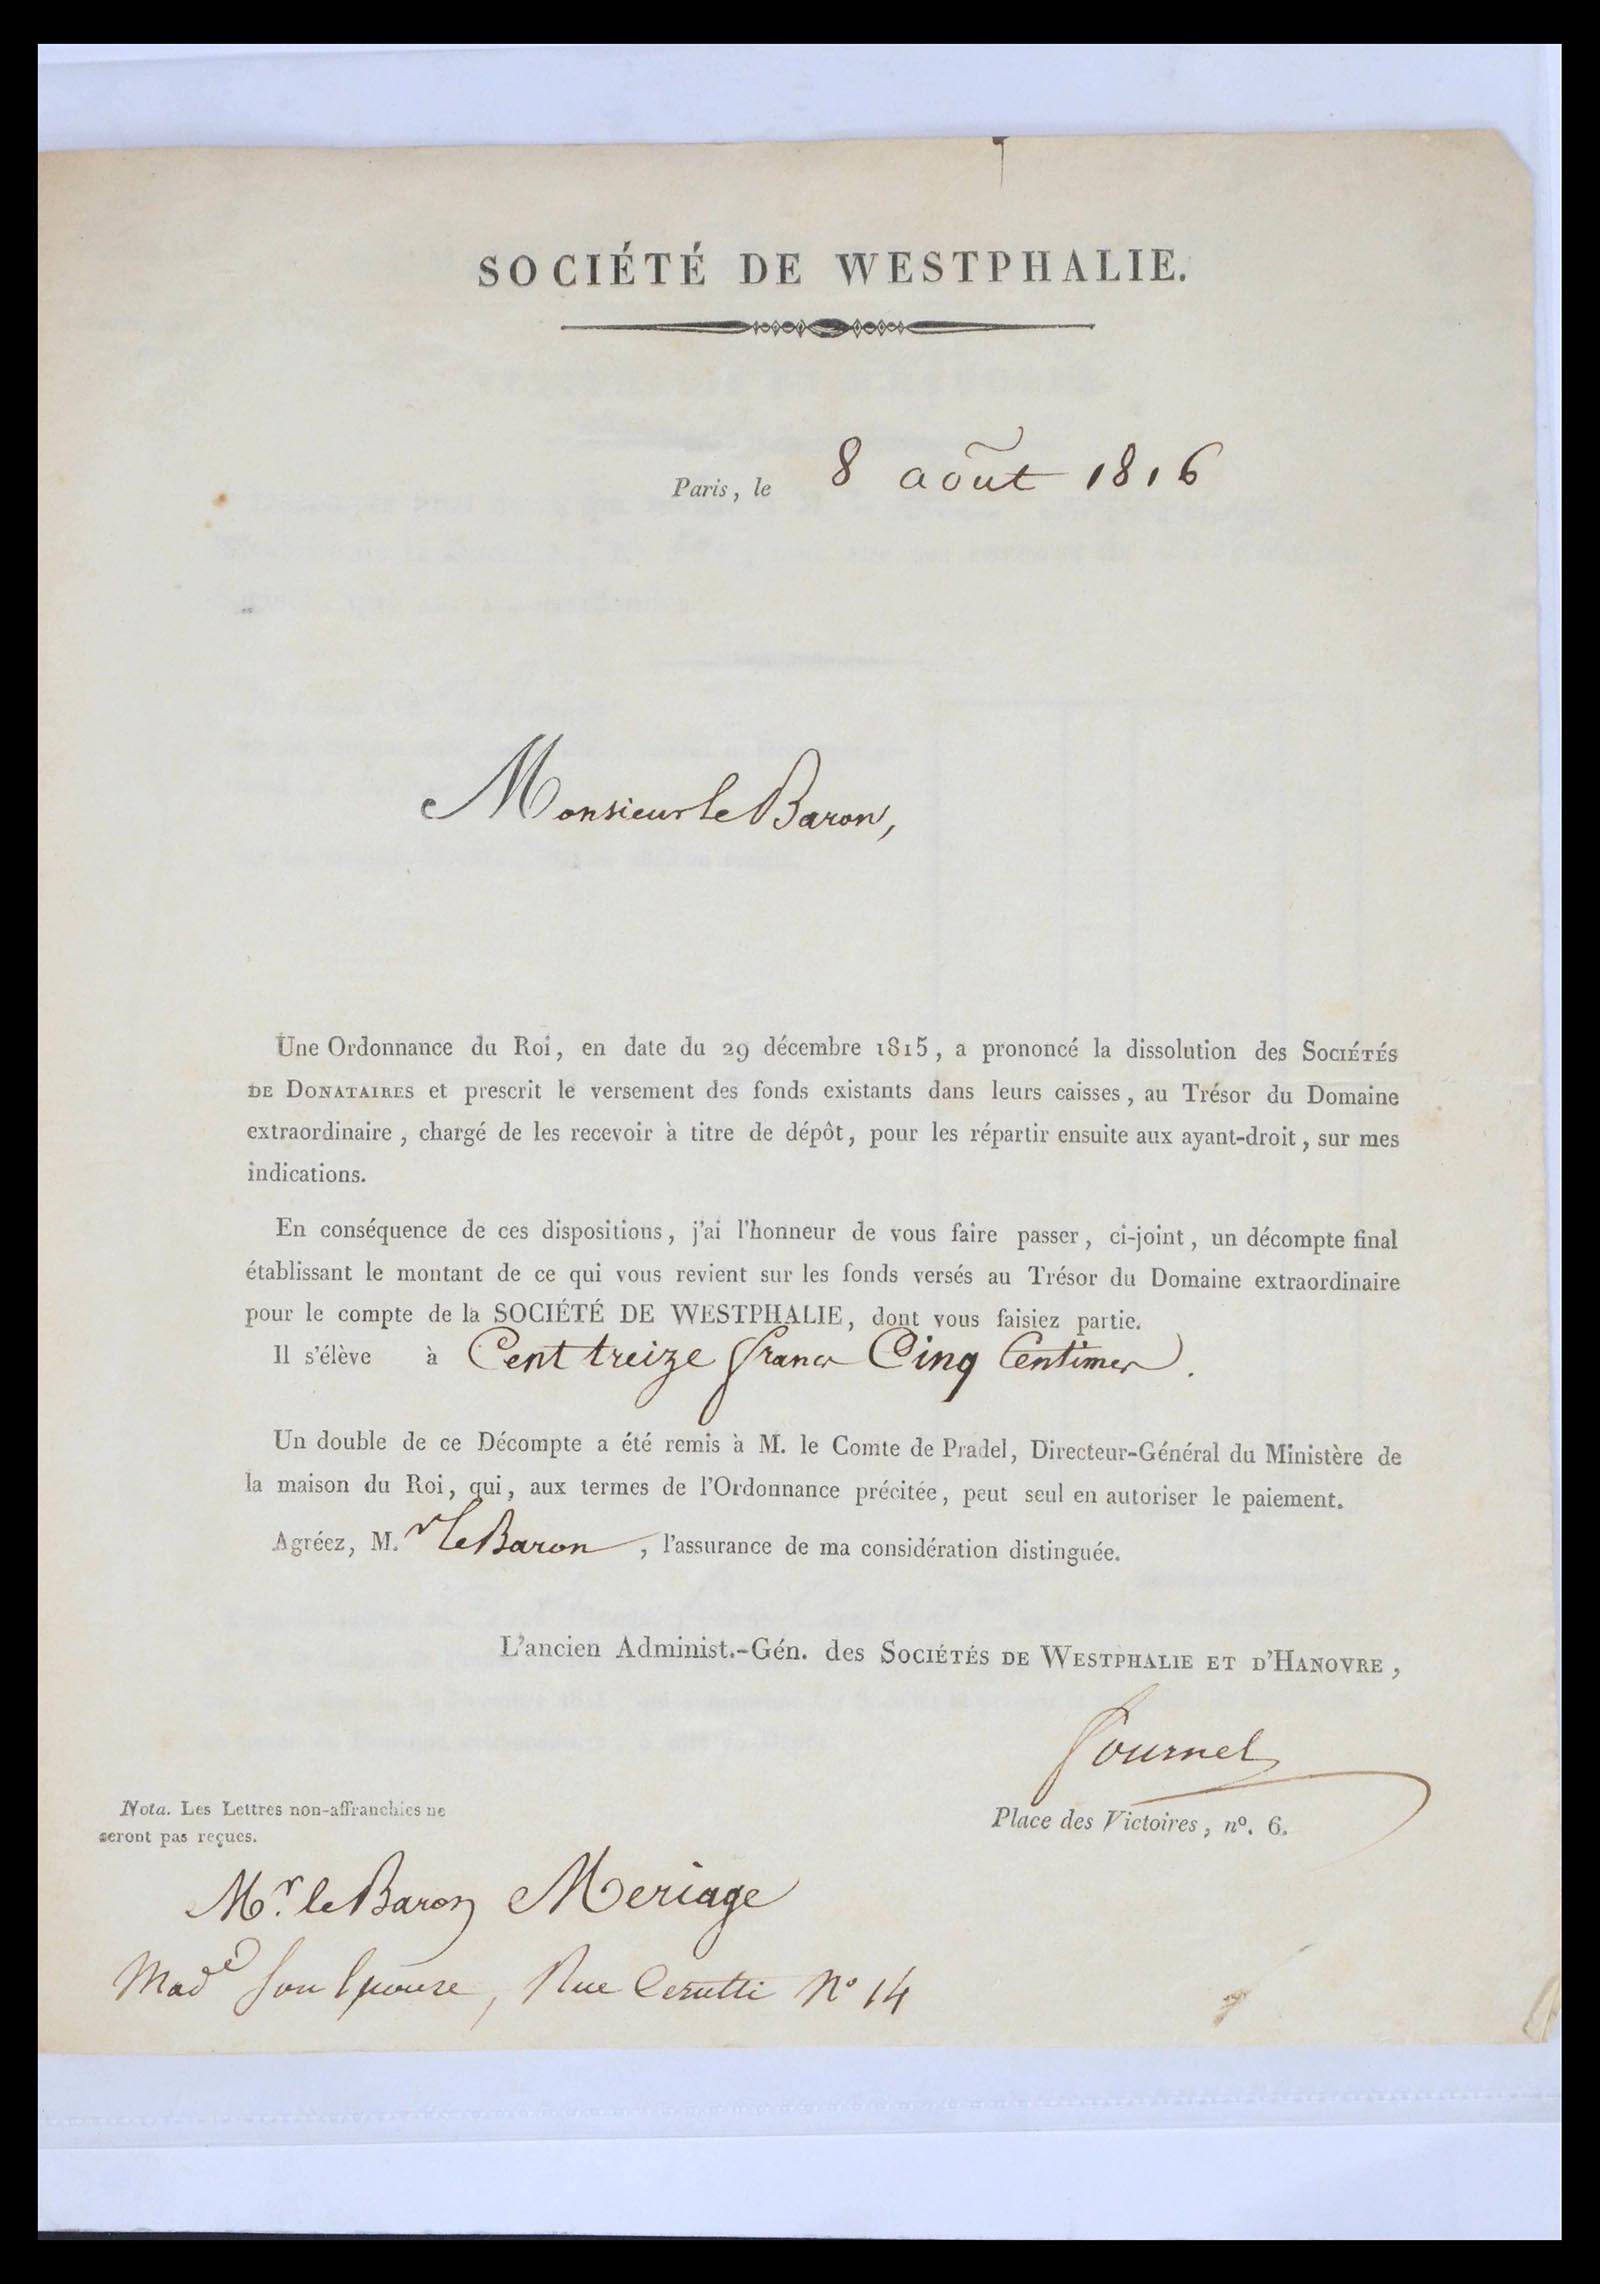 SOCIÉTÉ DE WESTPHALIE.
Paris, le 8 août 1816
Monsieur le Baron,
Une Ordonnance du Roi, en date du 29 décembre 1815, a prononcé la dissolution des SOCIÉTÉS
DE DONATAIRES et prescrit le versement des fonds existants dans leurs caisses, au Trésor du Domaine
extraordinaire, chargé de les recevoir à titre de dépôt, pour les répartir ensuite aux ayant-droit, sur mes
indications.
En conséquence de ces dispositions, j'ai l'honneur de vous faire passer, ci-joint, un décompte final
établissant le montant de ce qui vous revient sur les fonds versés au Trésor du Domaine extraordinaire
pour le compte de la SOCIÉTÉ DE WESTPHALIE, dont vous faisiez partie.
Il s'élève à Cent treize francs Cinq Centimes.
Un double de ce Décompte a été remis à M. le Comte de Pradel, Directeur-Général du Ministère de
la maison du Roi, qui, aux termes de l'Ordonnance précitée, peut seul en autoriser le paiement.
Agréez, M.r le Baron, l'assurance de ma considération distinguée.
L'ancien Administ.-Gén. des SOCIÉTÉS DE WESTPHALIE ET D'HANOVRE,
Fournel
Place des Victoires, nº. 6.
Nota. Les Lettres non-affranchies ne
seront pas reçues.
Mr. le Baron Meriage
Made Son Epouse, Rue Cerutti Nº 14